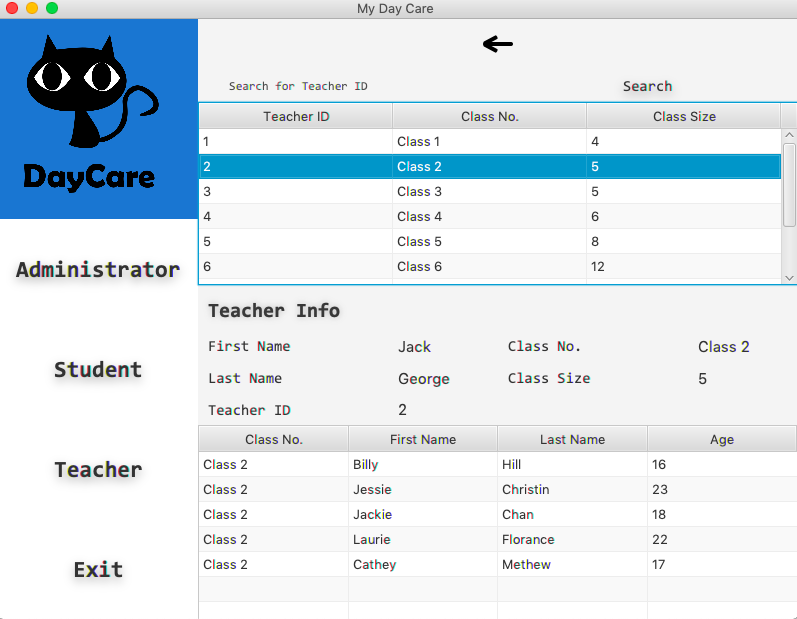 My Day Care
DayCare
Administrator
Student
Teacher
Exit
Search for Teacher ID Search
Teacher ID Class No. Class Size
1 Class 1 4
2 Class 2 5
3 Class 3 5
4 Class 4 6
5 Class 5 8
6 Class 6 12
Teacher Info
First Name Jack Class No. Class 2
Last Name George Class Size 5
Teacher ID 2
Class No. First Name Last Name Age
Class 2 Billy Hill 16
Class 2 Jessie Christin 23
Class 2 Jackie Chan 18
Class 2 Laurie Florance 22
Class 2 Cathey Methew 17